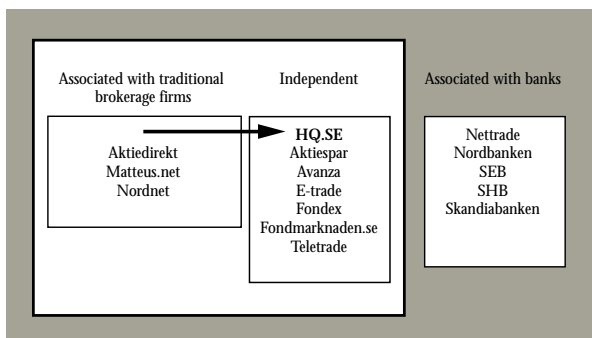 Associated with traditional
brokerage firms
Aktiedirekt
Matteus.net
Nordnet
Independent
HQ.SE
Aktiespar
Avanza
E-trade
Fondex
Fondmarknaden.se
Teletrade
Associated with banks
Nettrade
Nordbanken
SEB
SHB
Skandiabanken